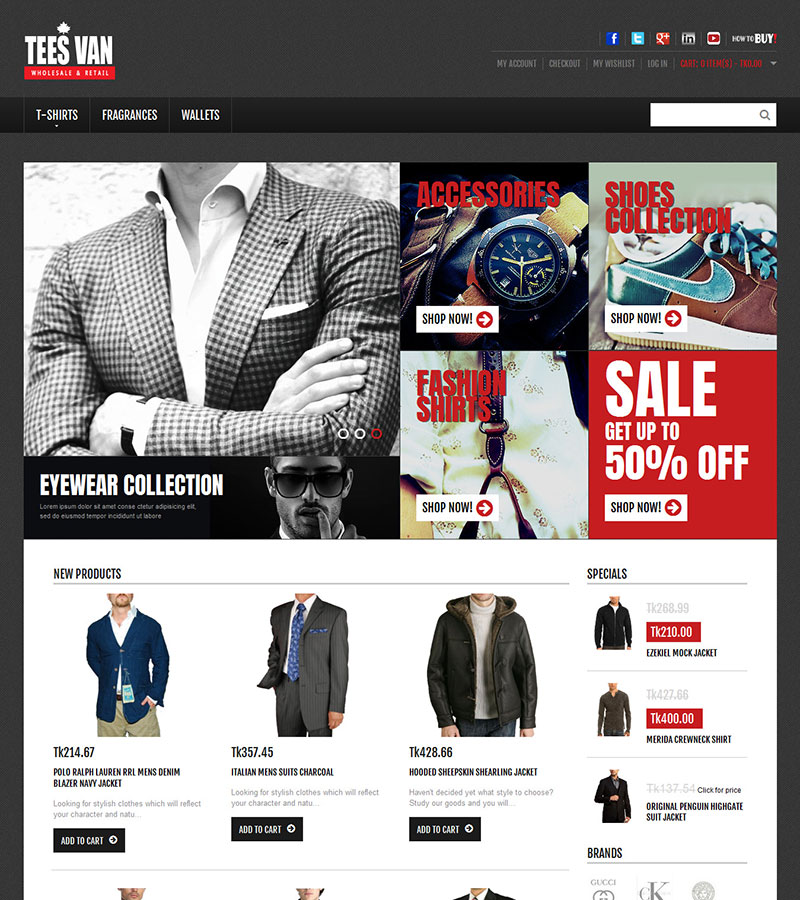 TEES VAN
WHOLESALE & RETAIL
HOW TO BUY!
MY ACCOUNT
CHECKOUT
MY WISHLIST
LOG IN
CART: 0 ITEM(S) - TK0.00
T-SHIRTS
FRAGRANCES
WALLETS
ACCESSORIES
SHOP NOW!
SHOES
COLLECTION
SHOP NOW!
EYEWEAR COLLECTION
Lorem ipsum dolor sit amet conse ctetur adipisicing elit,
sed do eiusmod tempor incididunt ut labore
FASHION
SHIRTS
SHOP NOW!
SALE
GET UP TO
50% OFF
SHOP NOW!
NEW PRODUCTS
Tk214.67
POLO RALPH LAUREN RRL MENS DENIM
BLAZER NAVY JACKET
Looking for stylish clothes which will reflect
your character and natu...
ADD TO CART
Tk357.45
ITALIAN MENS SUITS CHARCOAL
Looking for stylish clothes which will reflect
your character and natu...
ADD TO CART
Tk428.66
HOODED SHEEPSKIN SHEARLING JACKET
Haven't decided yet what style to choose?
Study our goods and you will...
ADD TO CART
SPECIALS
Tk268.99
Tk210.00
EZEKIEL MOCK JACKET
Tk427.66
Tk400.00
MERIDA CREWNECK SHIRT
Tk137.54 Click for price
ORIGINAL PENGUIN HIGHGATE
SUIT JACKET
BRANDS
GUCCI
CK